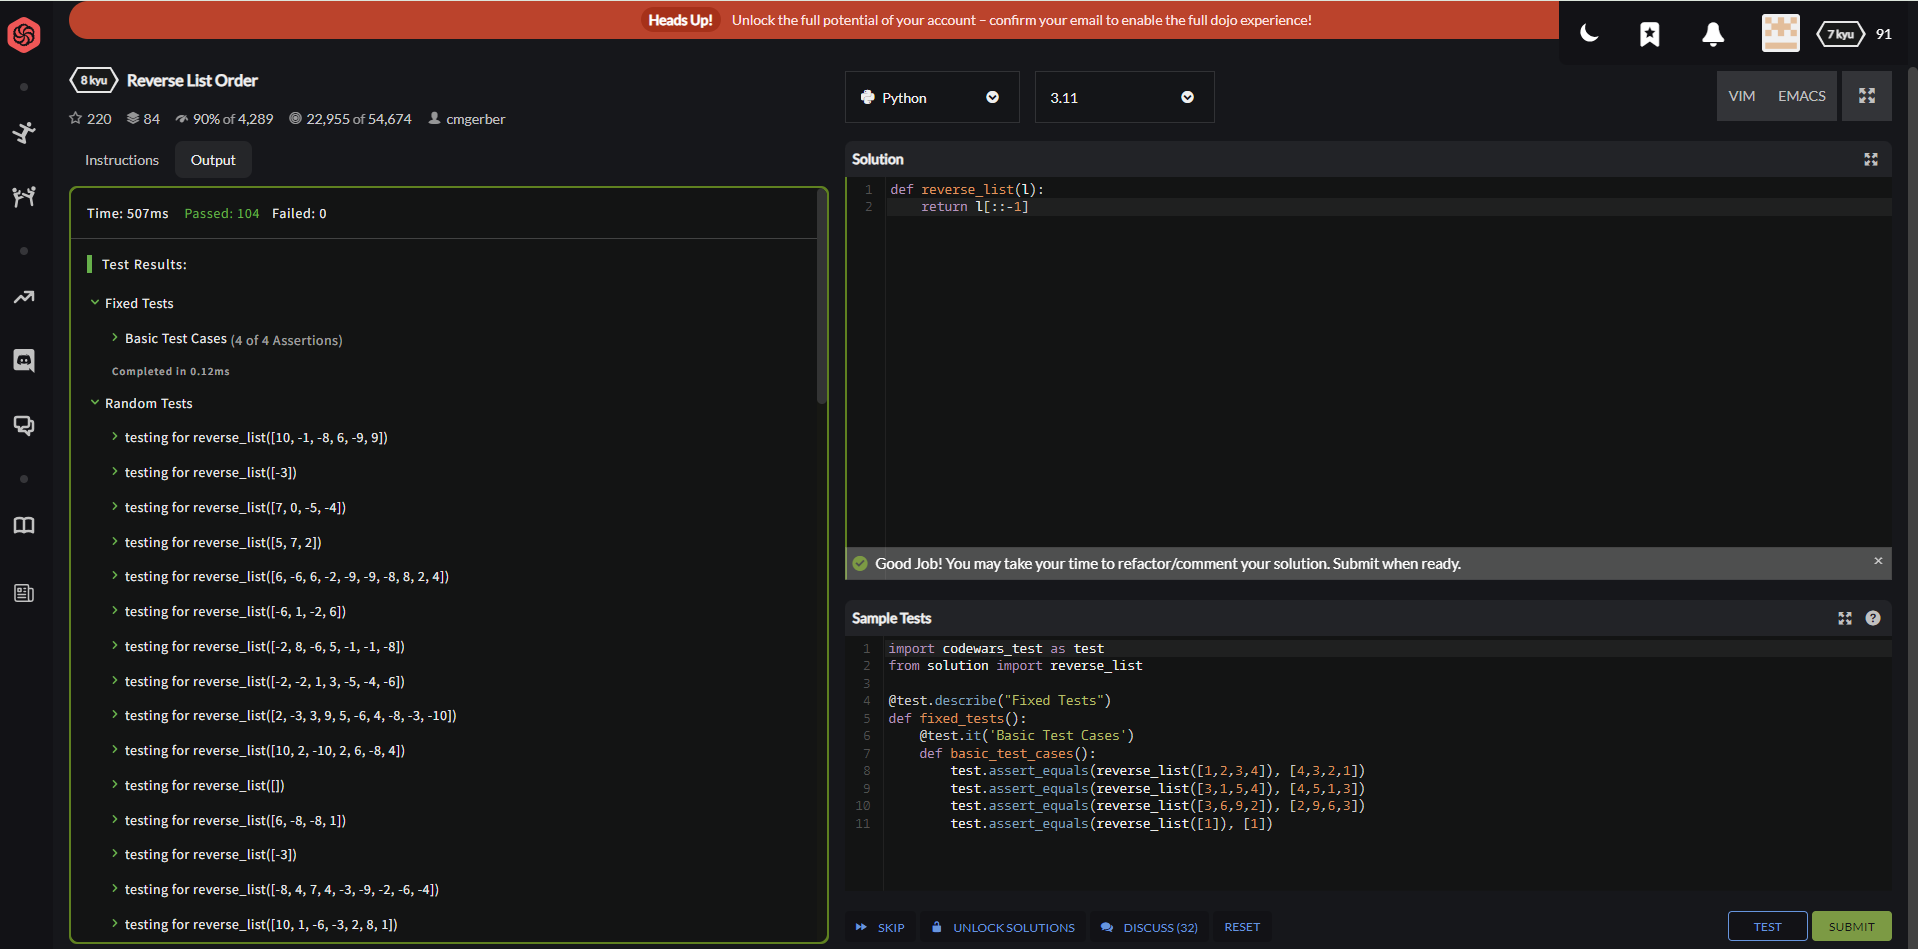 Heads Up! Unlock the full potential of your account – confirm your email to enable the full dojo experience!
7 kyu 91
8 kyu Reverse List Order
220 84 90% of 4,289 22,955 of 54,674 cmgerber
Instructions Output
Time: 507ms Passed: 104 Failed: 0
Test Results:
Fixed Tests
Basic Test Cases (4 of 4 Assertions)
Completed in 0.12ms
Random Tests
testing for reverse_list([10, -1, -8, 6, -9, 9])
testing for reverse_list([-3])
testing for reverse_list([7, 0, -5, -4])
testing for reverse_list([5, 7, 2])
testing for reverse_list([6, -6, 6, -2, -9, -9, -8, 8, 2, 4])
testing for reverse_list([-6, 1, -2, 6])
testing for reverse_list([-2, 8, -6, 5, -1, -1, -8])
testing for reverse_list([-2, -2, 1, 3, -5, -4, -6])
testing for reverse_list([2, -3, 3, 9, 5, -6, 4, -8, -3, -10])
testing for reverse_list([10, 2, -10, 2, 6, -8, 4])
testing for reverse_list([])
testing for reverse_list([6, -8, -8, 1])
testing for reverse_list([-3])
testing for reverse_list([-8, 4, 7, 4, -3, -9, -2, -6, -4])
testing for reverse_list([10, 1, -6, -3, 2, 8, 1])
Python 3.11 VIM EMACS
Solution
1 def reverse_list(l):
2     return l[::-1]
Good Job! You may take your time to refactor/comment your solution. Submit when ready. ×
Sample Tests ?
1 import codewars_test as test
2 from solution import reverse_list
3
4 @test.describe("Fixed Tests")
5 def fixed_tests():
6     @test.it('Basic Test Cases')
7     def basic_test_cases():
8         test.assert_equals(reverse_list([1,2,3,4]), [4,3,2,1])
9         test.assert_equals(reverse_list([3,1,5,4]), [4,5,1,3])
10         test.assert_equals(reverse_list([3,6,9,2]), [2,9,6,3])
11         test.assert_equals(reverse_list([1]), [1])
SKIP UNLOCK SOLUTIONS DISCUSS (32) RESET TEST SUBMIT